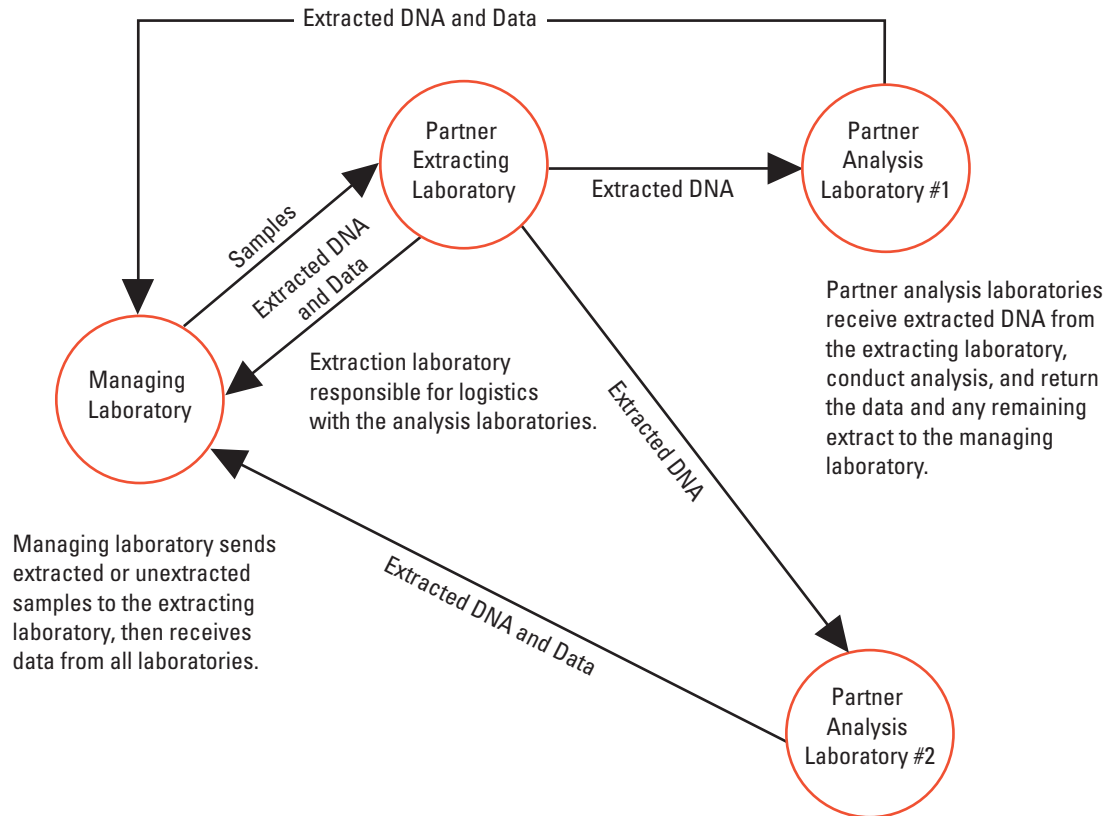 Extracted DNA and Data
Partner
Extracting
Laboratory
Partner
Analysis
Laboratory #1
Extracted DNA
Samples
Extracted DNA
and Data
Managing
Laboratory
Extraction laboratory
responsible for logistics
with the analysis laboratories.
Partner analysis laboratories
receive extracted DNA from
the extracting laboratory,
conduct analysis, and return
the data and any remaining
extract to the managing
laboratory.
Extracted DNA
Managing laboratory sends
extracted or unextracted
samples to the extracting
laboratory, then receives
data from all laboratories.
Extracted DNA and Data
Partner
Analysis
Laboratory #2